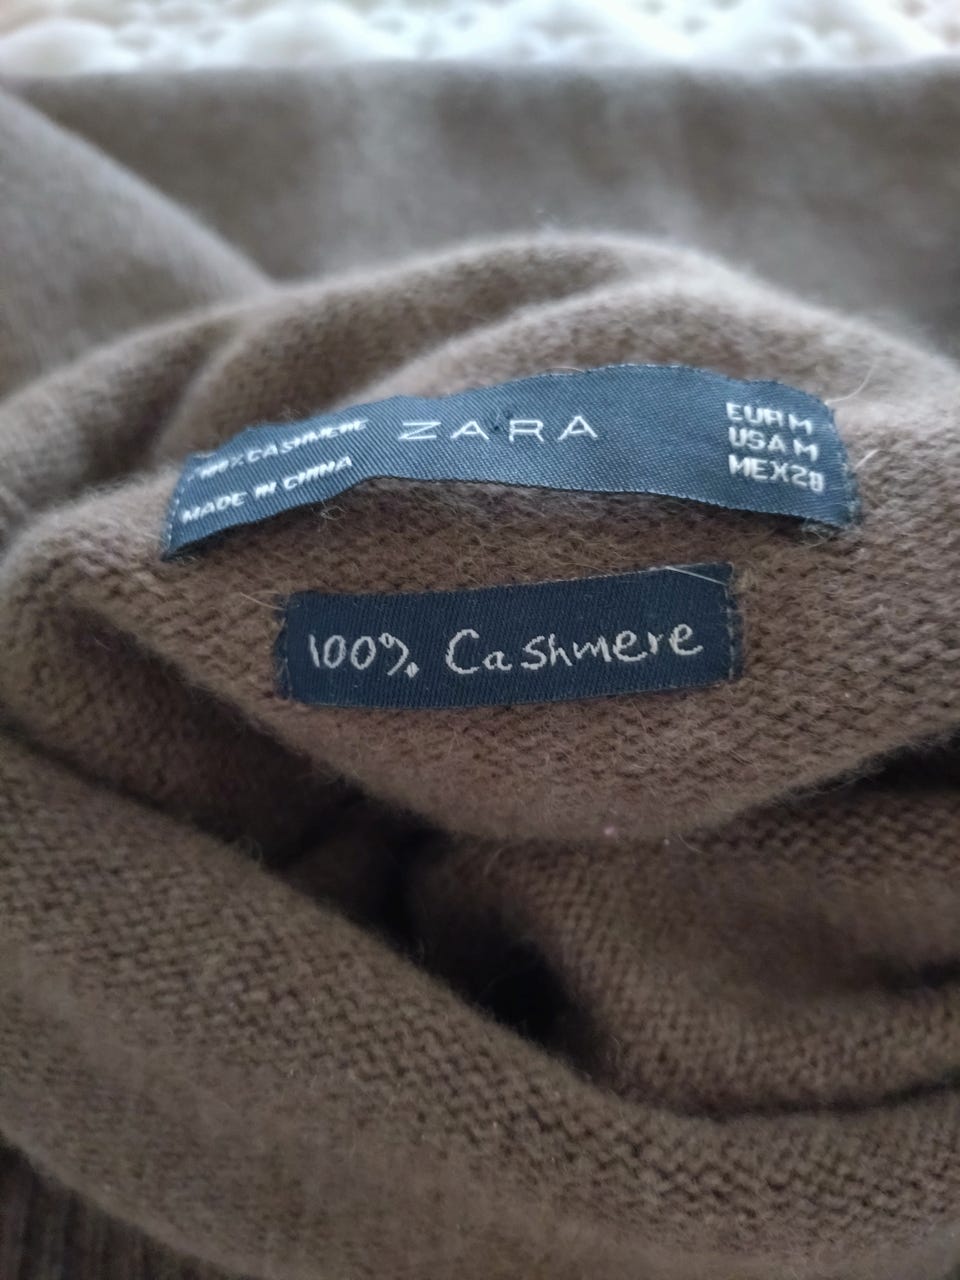 100% CASHMERE
MADE IN CHINA
ZARA
EUR M
USA M
MEX 28
100% Cashmere